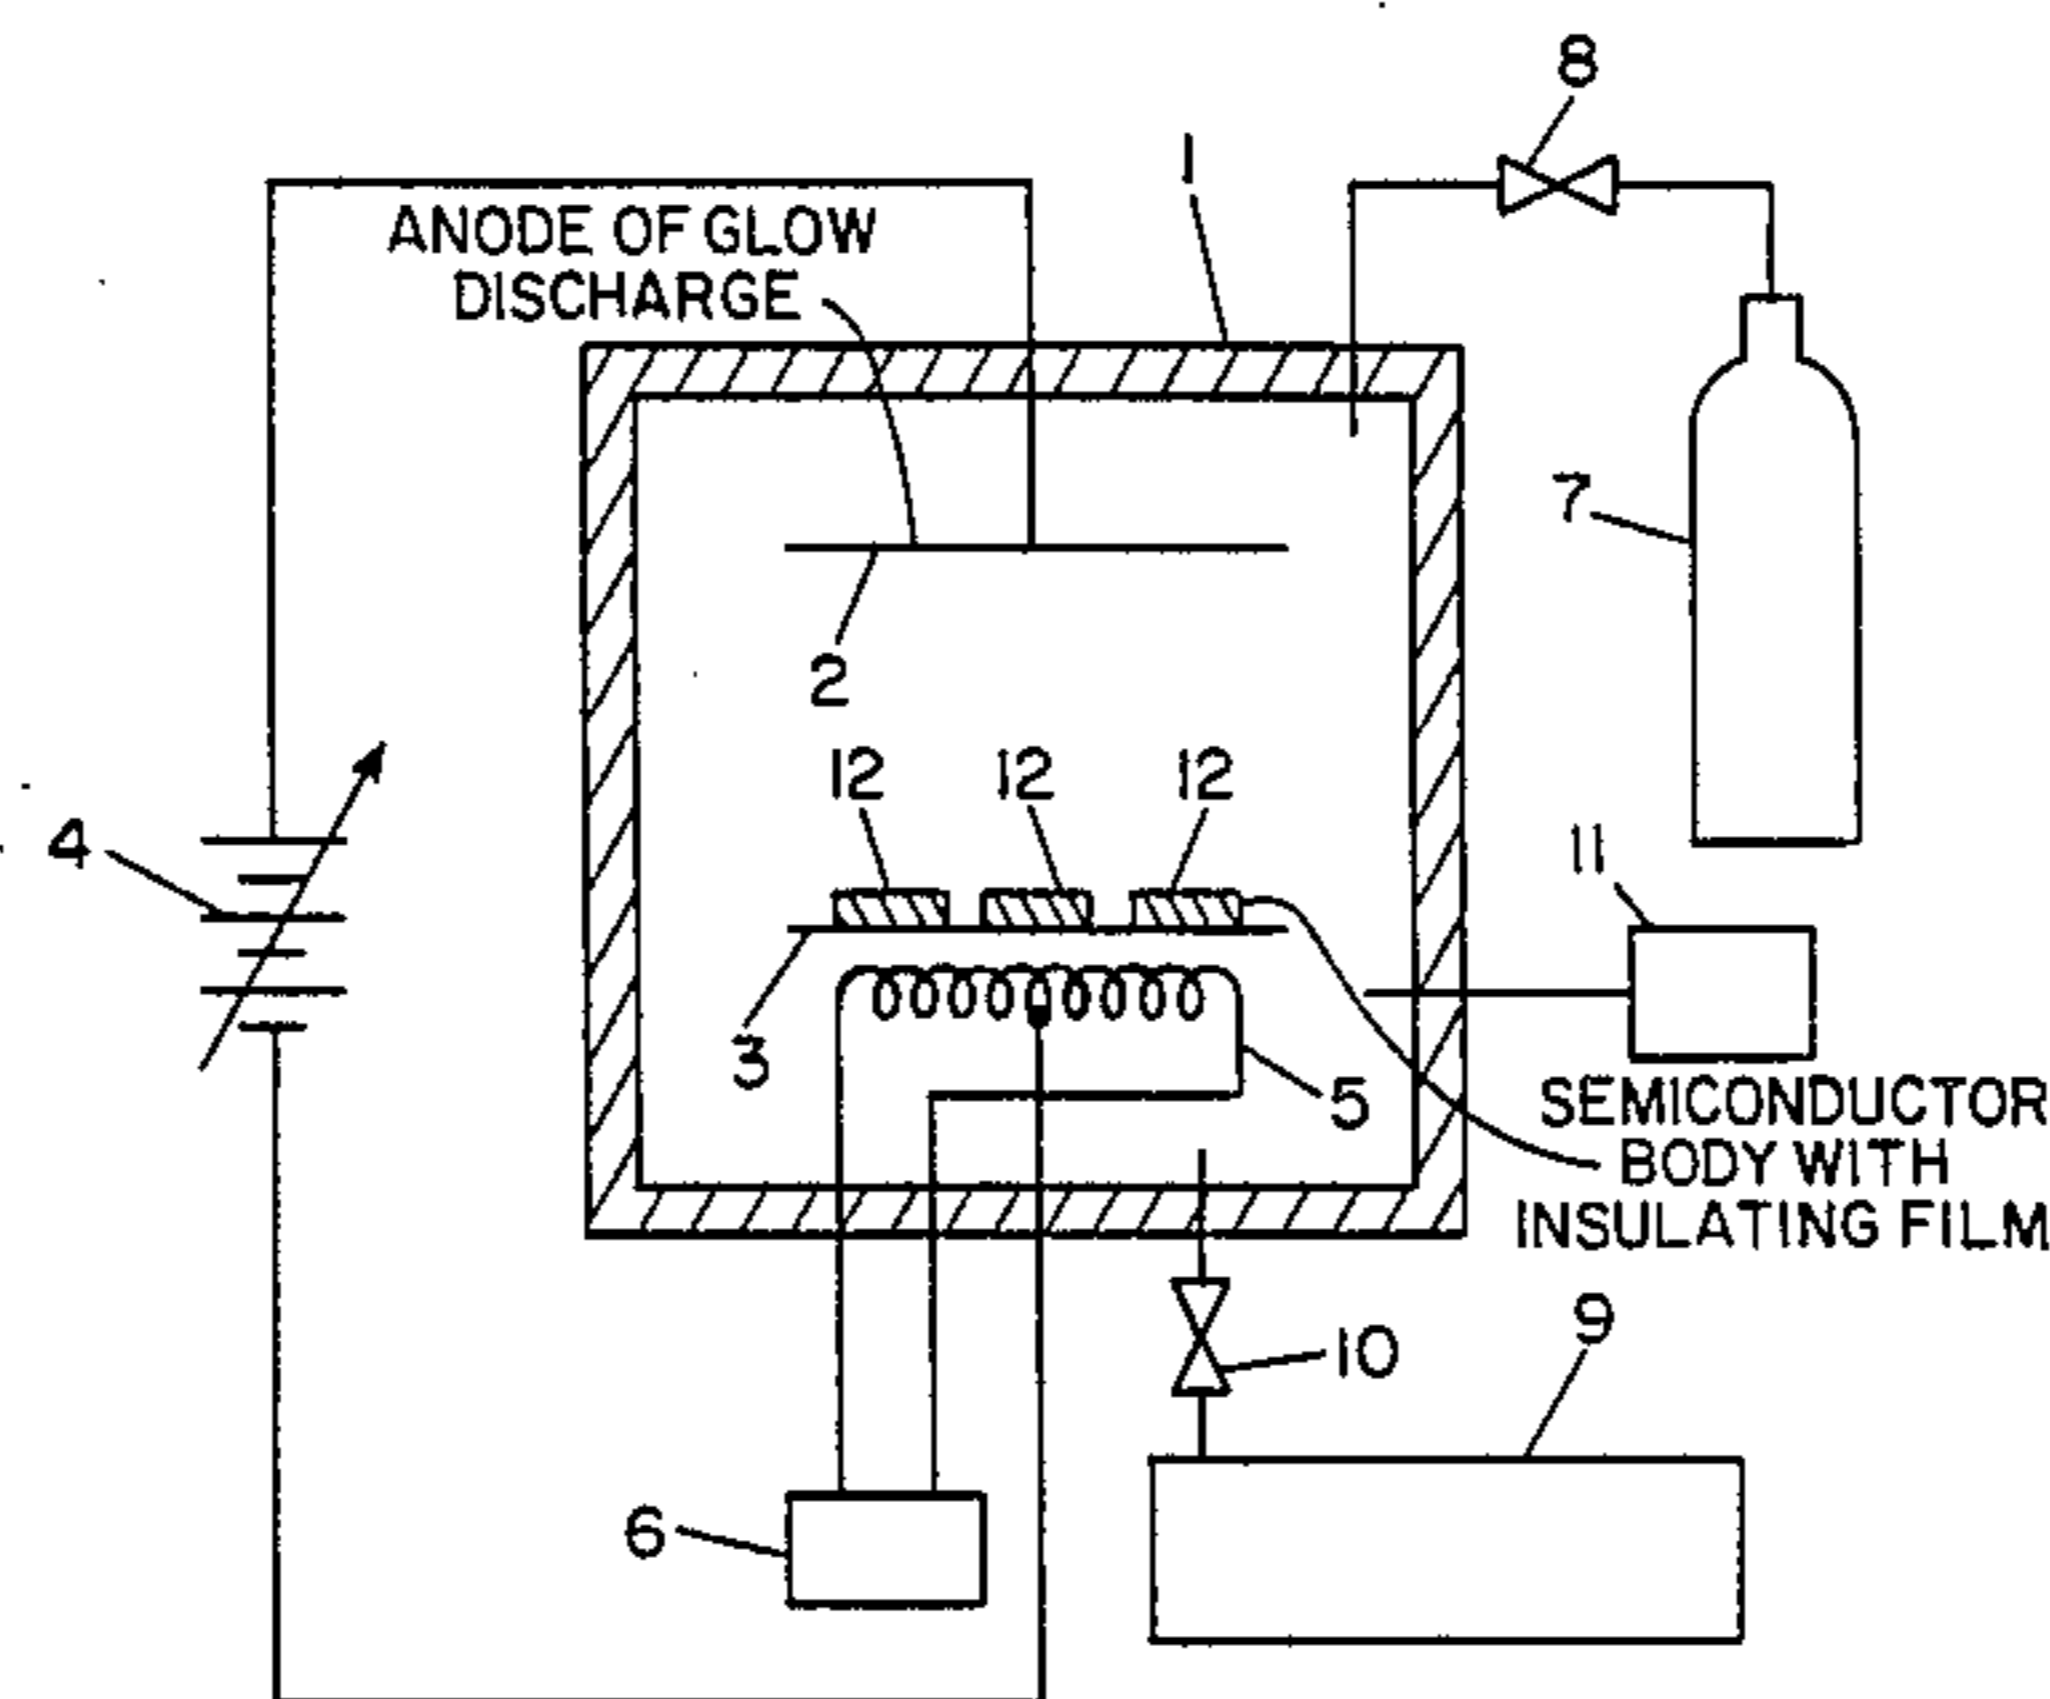 8
1
ANODE OF GLOW
DISCHARGE
7
2
12 12 12
4
11
3
5
SEMICONDUCTOR
BODY WITH
INSULATING FILM
9
10
6